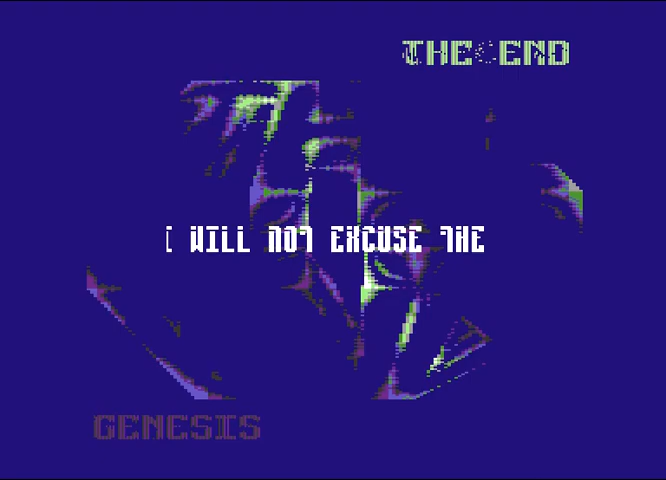 THE END
I WILL NOT EXCUSE THE
GENESIS